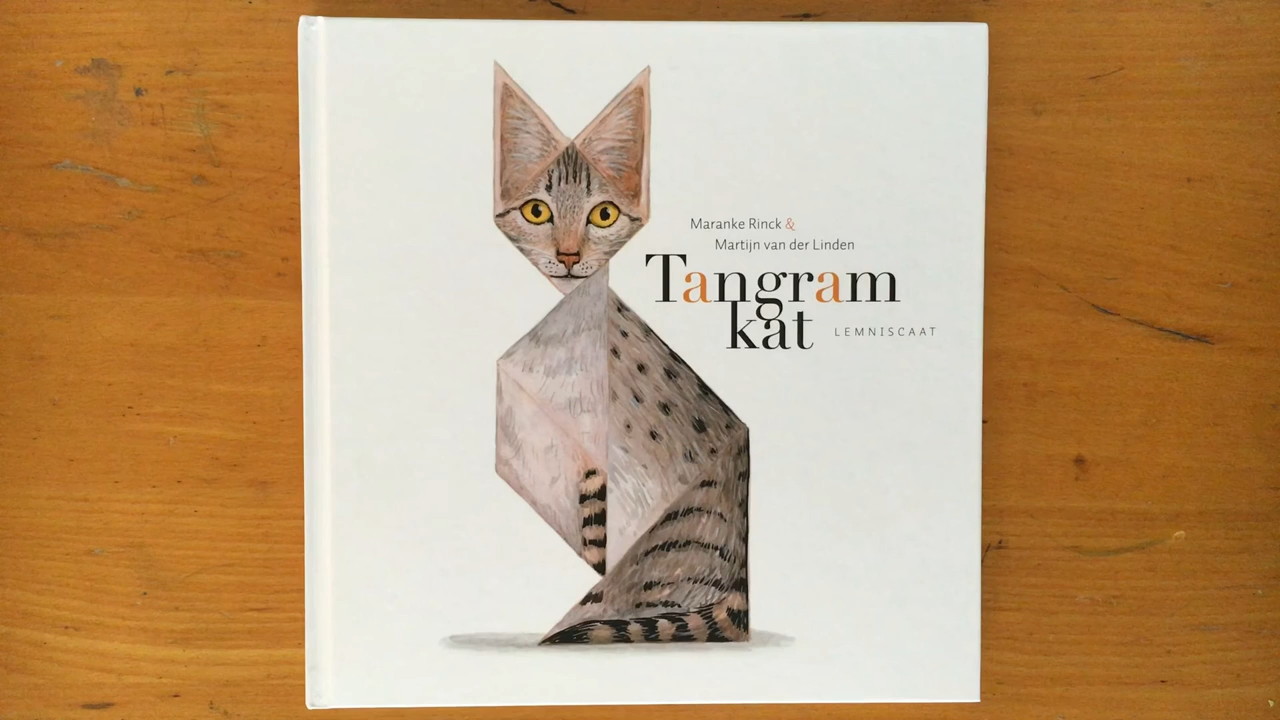 Maranke Rinck &
Martijn van der Linden
Tangram
kat
LEMNISCAAT